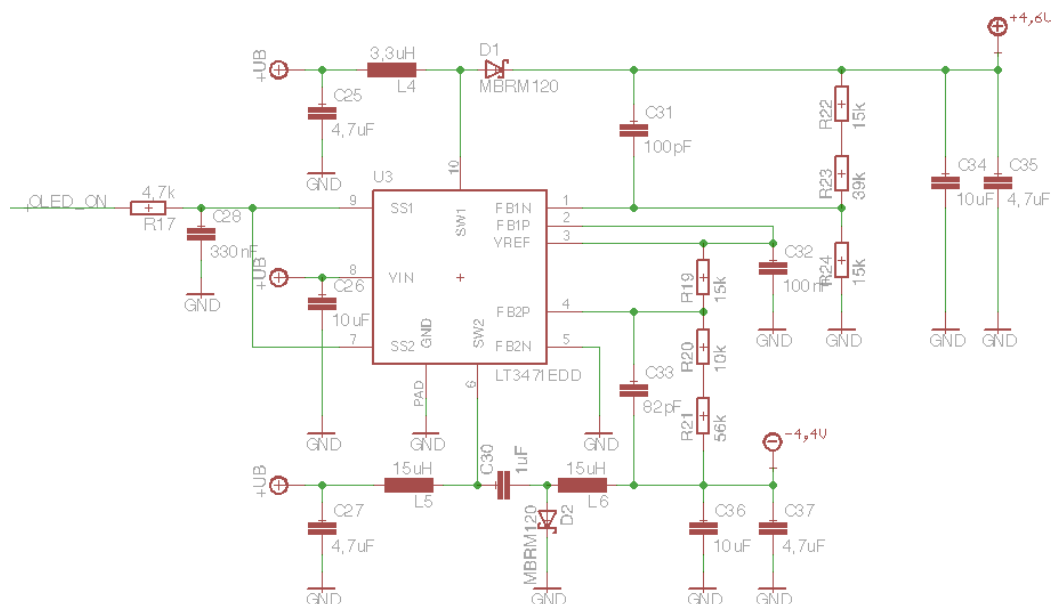 +4,6V
3,3uH
D1
+UB
L4
MBRM120
C25
4,7uF
R22
15k
C31
100pF
GND
U3
10
C34
C35
R23
39k
10uF
4,7uF
OLED_ON
4,7k
R17
9
SS1
SW1
FB1N
1
FB1P
2
VREF
3
C28
330nF
GND
+UB
8
VIN
C32
100nF
R24
15k
R19
15k
C26
10uF
GND
GND
GND
GND
FB2P
4
7
SS2
GND
SW2
FB2N
5
LT3471EDD
R20
10k
PAD
6
C33
82pF
R21
56k
GND
GND
GND
-4,4V
C30
1uF
+UB
15uH
L5
15uH
L6
C27
4,7uF
MBRM120
D2
C36
10uF
C37
4,7uF
GND
GND
GND
GND